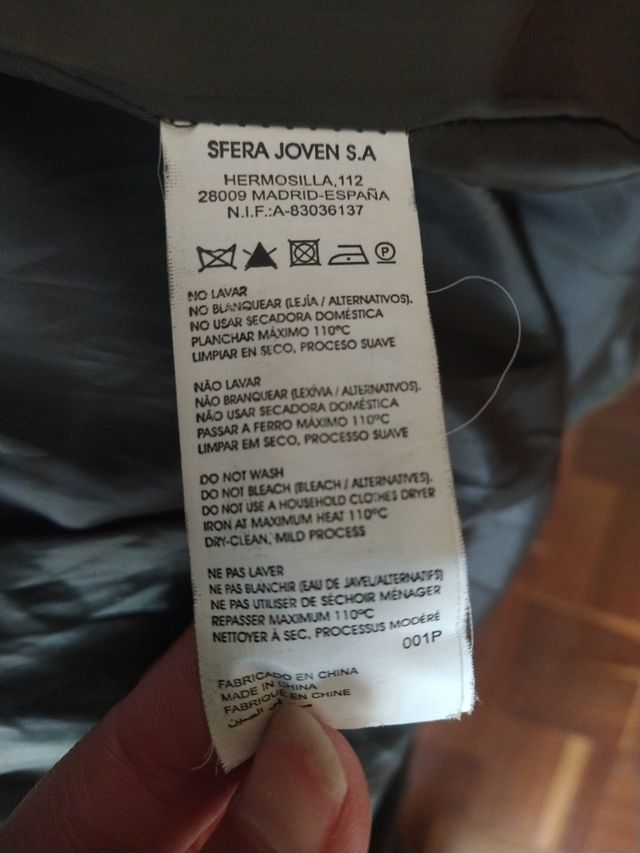 SFERA JOVEN S.A
HERMOSILLA,112
28009 MADRID-ESPAÑA
N.I.F.:A-83036137
P
NO LAVAR
NO BLANQUEAR (LEJÍA / ALTERNATIVOS).
NO USAR SECADORA DOMÉSTICA
PLANCHAR MÁXIMO 110ºC
LIMPIAR EN SECO, PROCESO SUAVE
NÃO LAVAR
NÃO BRANQUEAR (LEXÍVIA / ALTERNATIVOS).
NÃO USAR SECADORA DOMÉSTICA
PASSAR A FERRO MÁXIMO 110ºC
LIMPAR EM SECO, PROCESSO SUAVE
DO NOT WASH
DO NOT BLEACH (BLEACH / ALTERNATIVES).
DO NOT USE A HOUSEHOLD CLOTHES DRYER
IRON AT MAXIMUM HEAT 110ºC
DRY-CLEAN, MILD PROCESS
NE PAS LAVER
NE PAS BLANCHIR (EAU DE JAVEL/ALTERNATIFS)
NE PAS UTILISER DE SÉCHOIR MÉNAGER
REPASSER MAXIMUM 110ºC
NETTOYER À SEC, PROCESSUS MODÉRÉ
001P
FABRICADO EN CHINA
MADE IN CHINA
FABRIQUÉ EN CHINE
الصين